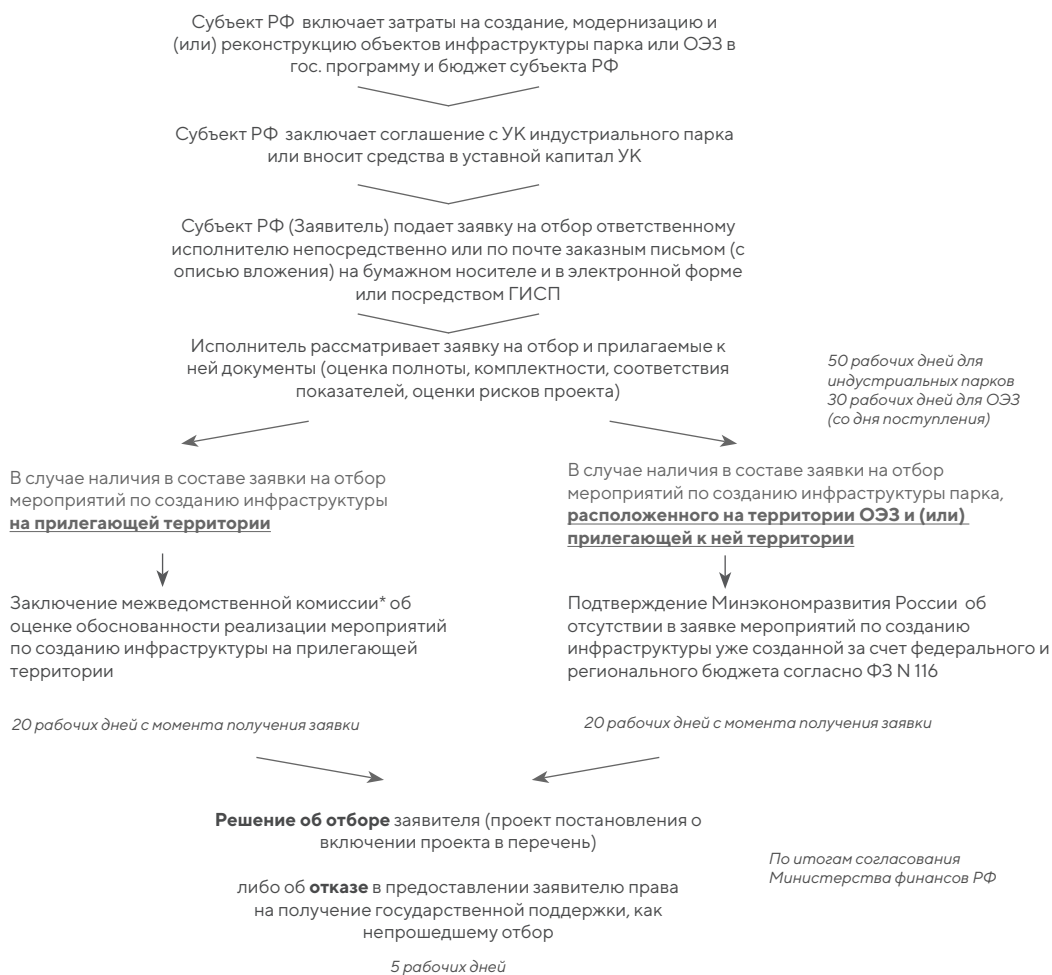 Субъект РФ включает затраты на создание, модернизацию и
(или) реконструкцию объектов инфраструктуры парка или ОЭЗ в
гос. программу и бюджет субъекта РФ
Субъект РФ заключает соглашение с УК индустриального парка
или вносит средства в уставной капитал УК
Субъект РФ (Заявитель) подает заявку на отбор ответственному
исполнителю непосредственно или по почте заказным письмом (с
описью вложения) на бумажном носителе и в электронной форме
или посредством ГИСП
Исполнитель рассматривает заявку на отбор и прилагаемые к
ней документы (оценка полноты, комплектности, соответствия
показателей, оценки рисков проекта)
50 рабочих дней для
индустриальных парков
30 рабочих дней для ОЭЗ
(со дня поступления)
В случае наличия в составе заявки на отбор
мероприятий по созданию инфраструктуры
на прилегающей территории
В случае наличия в составе заявки на отбор
мероприятий по созданию инфраструктуры парка,
расположенного на территории ОЭЗ и (или)
прилегающей к ней территории
Заключение межведомственной комиссии* об
оценке обоснованности реализации мероприятий
по созданию инфраструктуры на прилегающей
территории
Подтверждение Минэкономразвития России об
отсутствии в заявке мероприятий по созданию
инфраструктуры уже созданной за счет федерального и
регионального бюджета согласно ФЗ N 116
20 рабочих дней с момента получения заявки
20 рабочих дней с момента получения заявки
Решение об отборе заявителя (проект постановления о
включении проекта в перечень)
По итогам согласования
Министерства финансов РФ
либо об отказе в предоставлении заявителю права
на получение государственной поддержки, как
непрошедшему отбор
5 рабочих дней